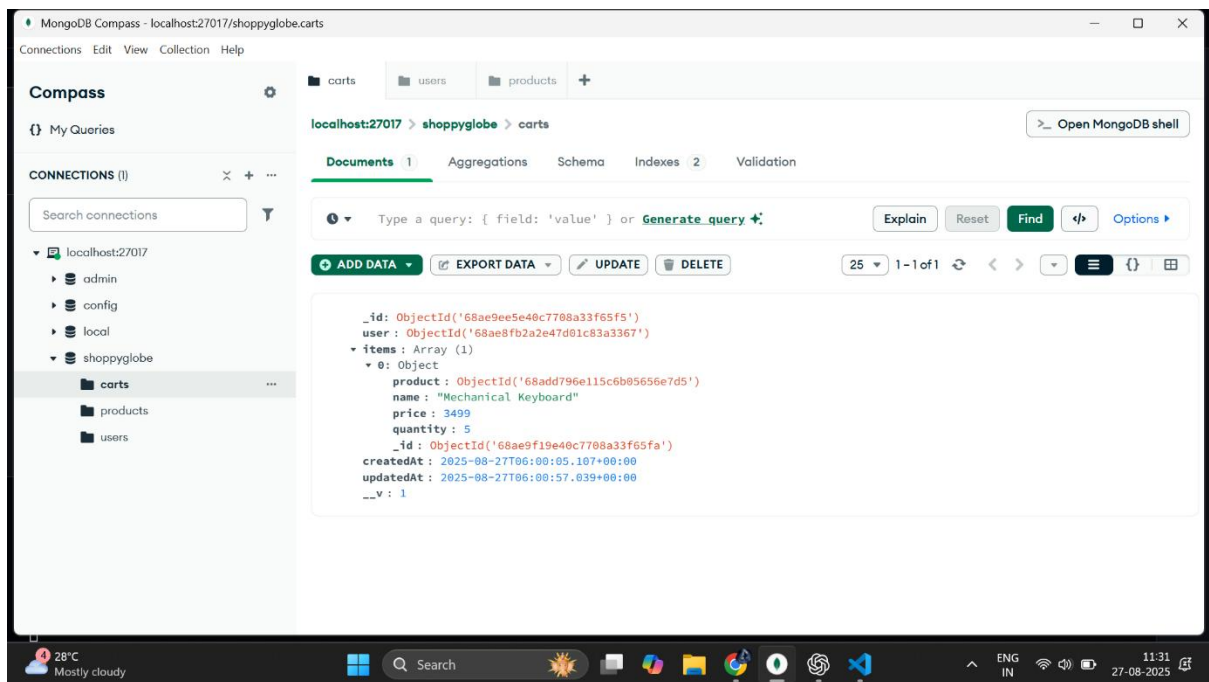 MongoDB Compass - localhost:27017/shoppyglobe.carts
Connections Edit View Collection Help
Compass
{} My Queries
CONNECTIONS (1)
Search connections
localhost:27017
admin
config
local
shoppyglobe
carts
products
users
carts users products
localhost:27017 > shoppyglobe > carts
>_ Open MongoDB shell
Documents 1 Aggregations Schema Indexes 2 Validation
Type a query: { field: 'value' } or Generate query
Explain Reset Find </> Options
ADD DATA EXPORT DATA UPDATE DELETE
25 1-1 of 1 {}
_id: ObjectId('68ae9ee5e40c7708a33f65f5')
user : ObjectId('68ae8fb2a2e47d01c83a3367')
items : Array (1)
0: Object
product : ObjectId('68add796e115c6b05656e7d5')
name : "Mechanical Keyboard"
price : 3499
quantity : 5
_id : ObjectId('68ae9f19e40c7708a33f65fa')
createdAt : 2025-08-27T06:00:05.107+00:00
updatedAt : 2025-08-27T06:00:57.039+00:00
__v : 1
4
28°C
Mostly cloudy
Search
ENG
IN
11:31
27-08-2025